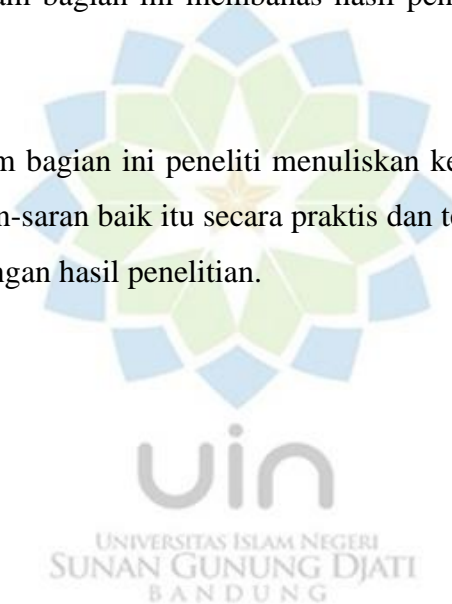 bagian ini membahas hasil pen
bagian ini peneliti menuliskan ke
n-saran baik itu secara praktis dan te
ngan hasil penelitian.
uin
UNIVERSITAS ISLAM NEGERI
SUNAN GUNUNG DJATI
BANDUNG